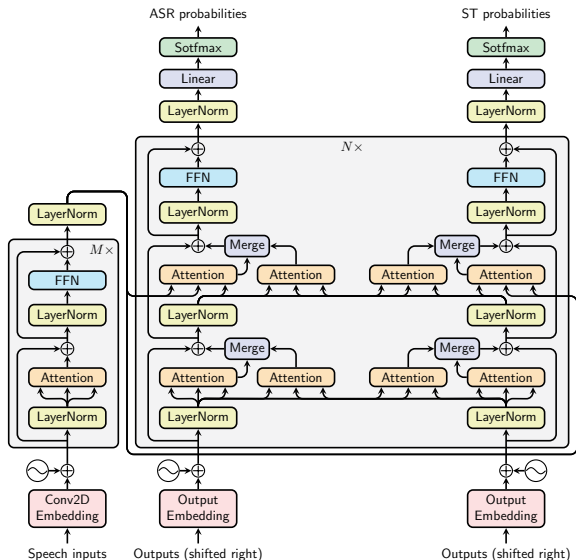 ASR probabilities
ST probabilities
Sotfmax
Sotfmax
Linear
Linear
LayerNorm
LayerNorm
N×
FFN
FFN
LayerNorm
LayerNorm
LayerNorm
M×
Merge
Merge
Attention
Attention
Attention
Attention
FFN
LayerNorm
LayerNorm
LayerNorm
Merge
Merge
Attention
Attention
Attention
Attention
Attention
LayerNorm
LayerNorm
LayerNorm
Conv2D
Embedding
Output
Embedding
Output
Embedding
Speech inputs
Outputs (shifted right)
Outputs (shifted right)